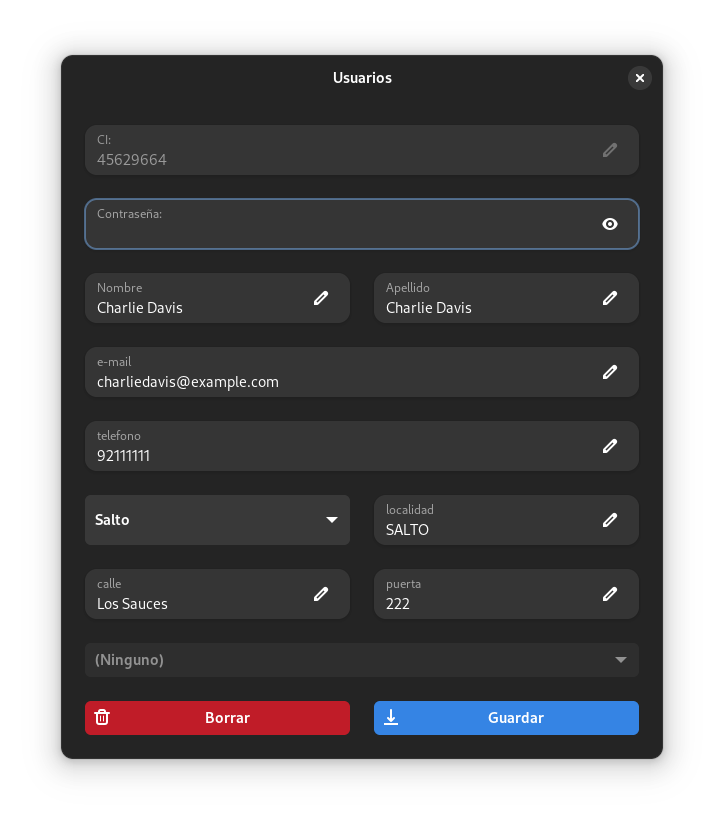 Usuarios
CI:
45629664
Contraseña:
Nombre
Charlie Davis
Apellido
Charlie Davis
e-mail
charliedavis@example.com
telefono
92111111
Salto
localidad
SALTO
calle
Los Sauces
puerta
222
(Ninguno)
Borrar
Guardar